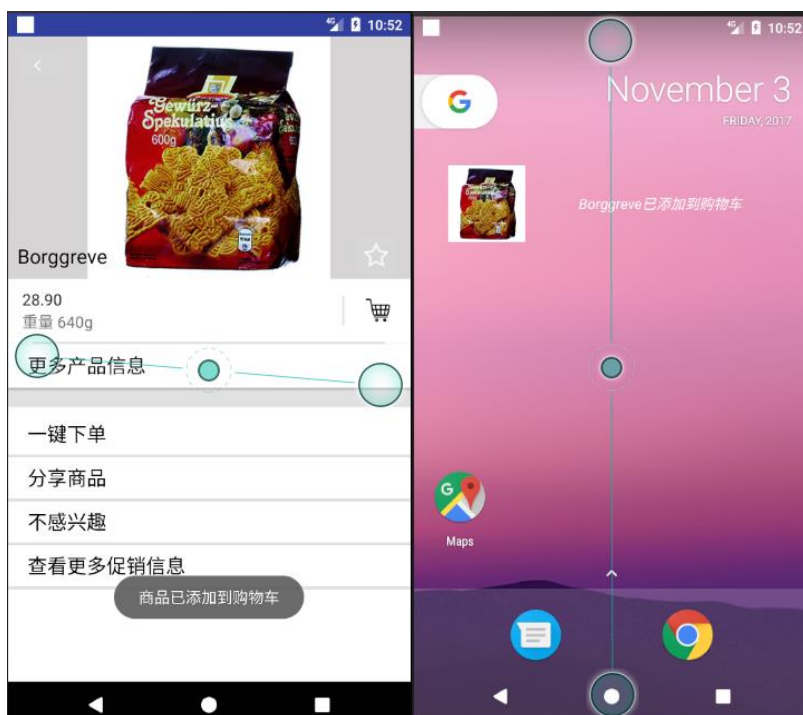 4G 10:52
Gewürz-
Spekulatius
600g
Borggreve
28.90
重量 640g
更多产品信息
一键下单
分享商品
不感兴趣
查看更多促销信息
商品已添加到购物车
4G 10:52
G
November 3
FRIDAY, 2017
Borggreve已添加到购物车
G
Maps